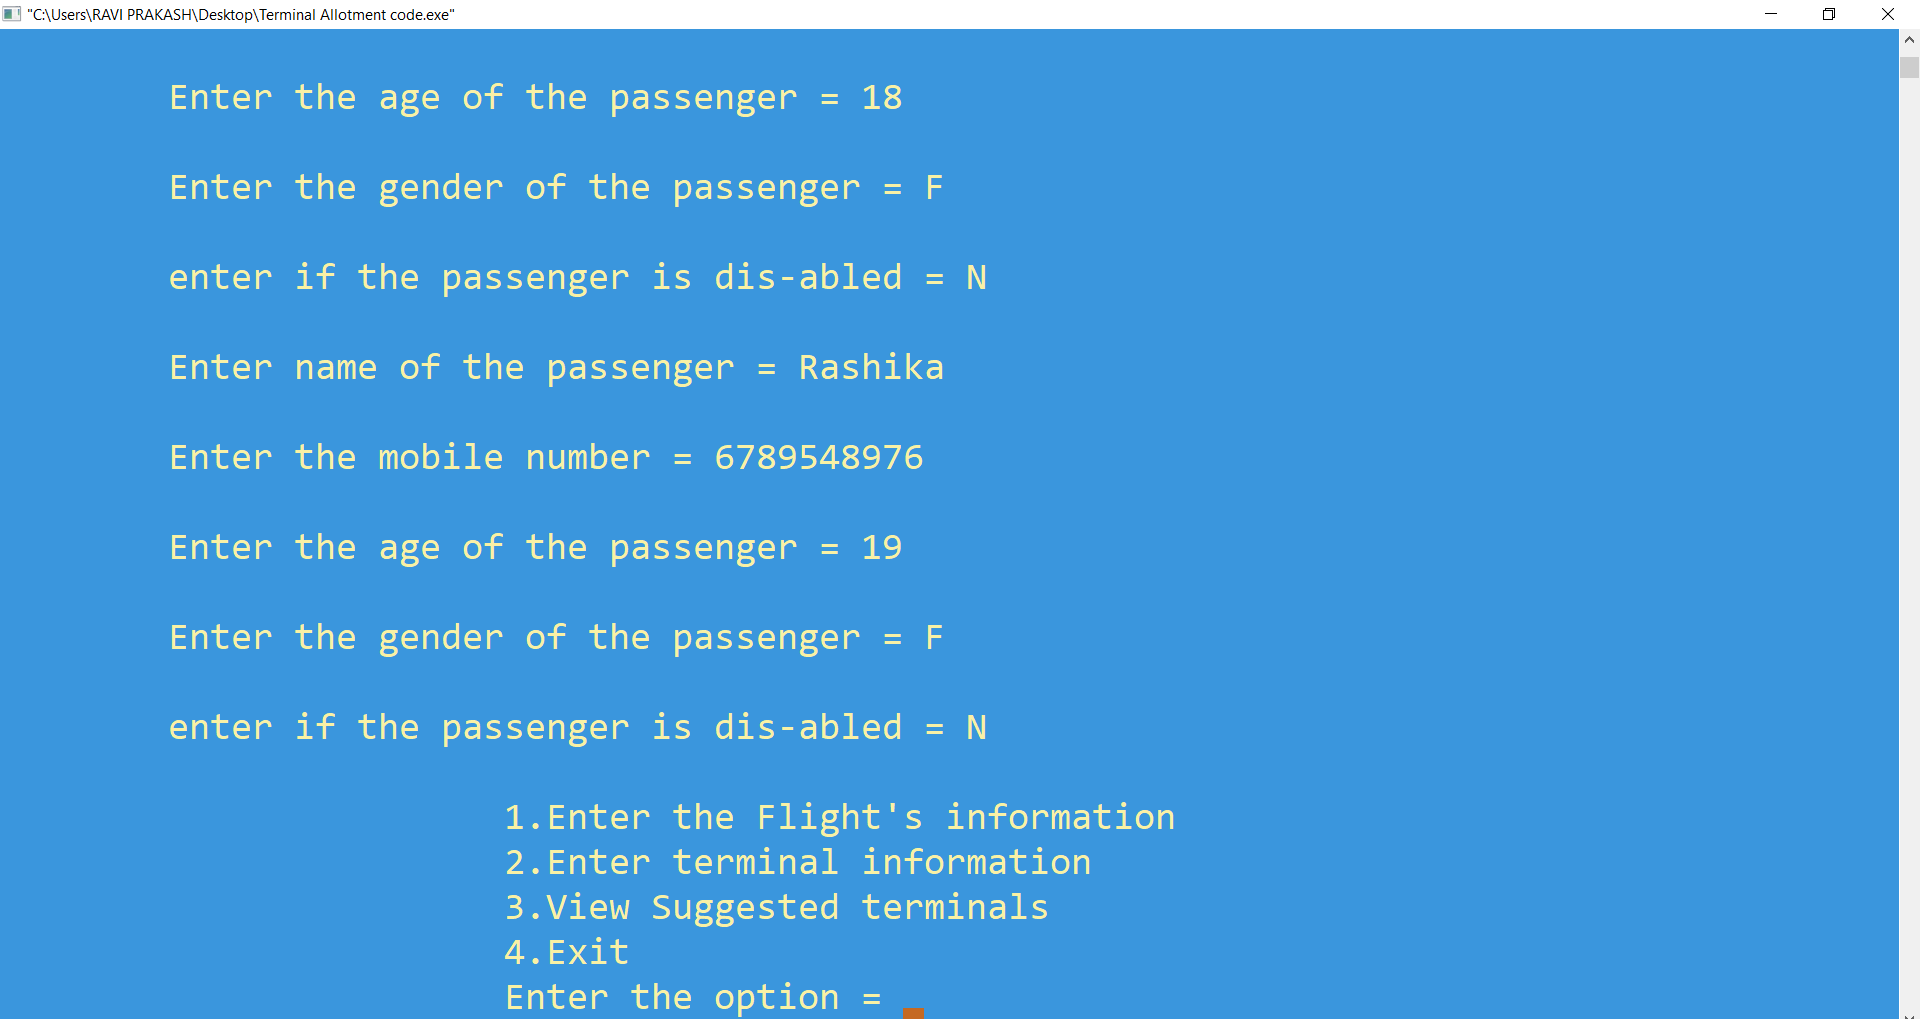 "C:\Users\RAVI PRAKASH\Desktop\Terminal Allotment code.exe"
Enter the age of the passenger = 18
Enter the gender of the passenger = F
enter if the passenger is dis-abled = N
Enter name of the passenger = Rashika
Enter the mobile number = 6789548976
Enter the age of the passenger = 19
Enter the gender of the passenger = F
enter if the passenger is dis-abled = N
1.Enter the Flight's information
2.Enter terminal information
3.View Suggested terminals
4.Exit
Enter the option =